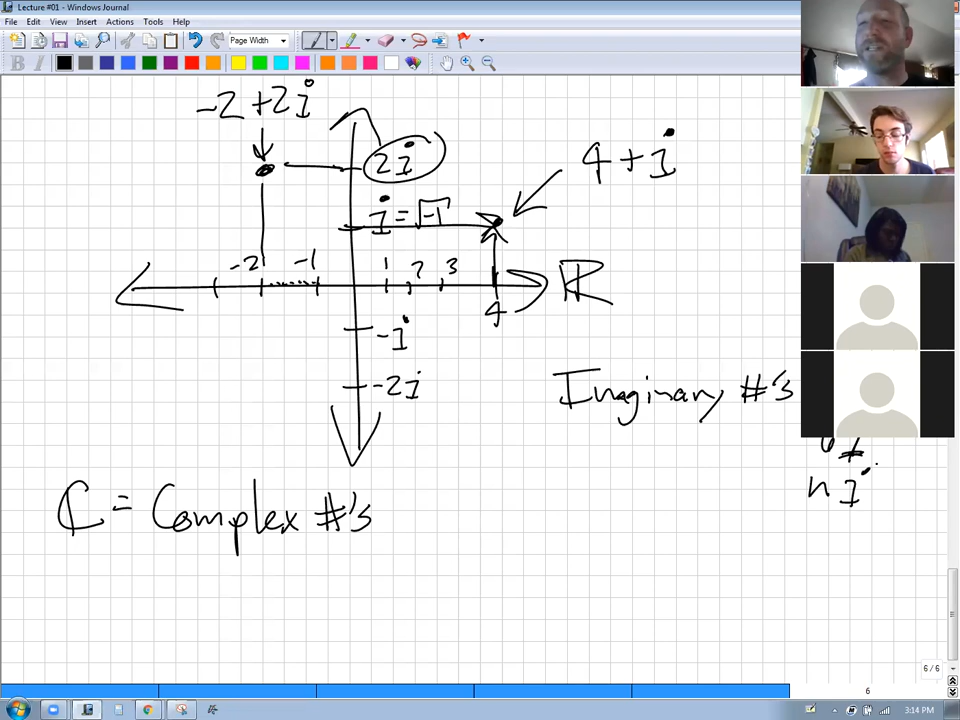 Lecture #01 - Windows Journal
File Edit View Insert Actions Tools Help
Page Width
B I
-2 + 2i
2i
4 + i
i = √-1
-2 -1 1 2 3
ℝ
4
-i
-2i
Imaginary #'s
ni
ℂ = Complex #'s
6 / 6
6
3:14 PM